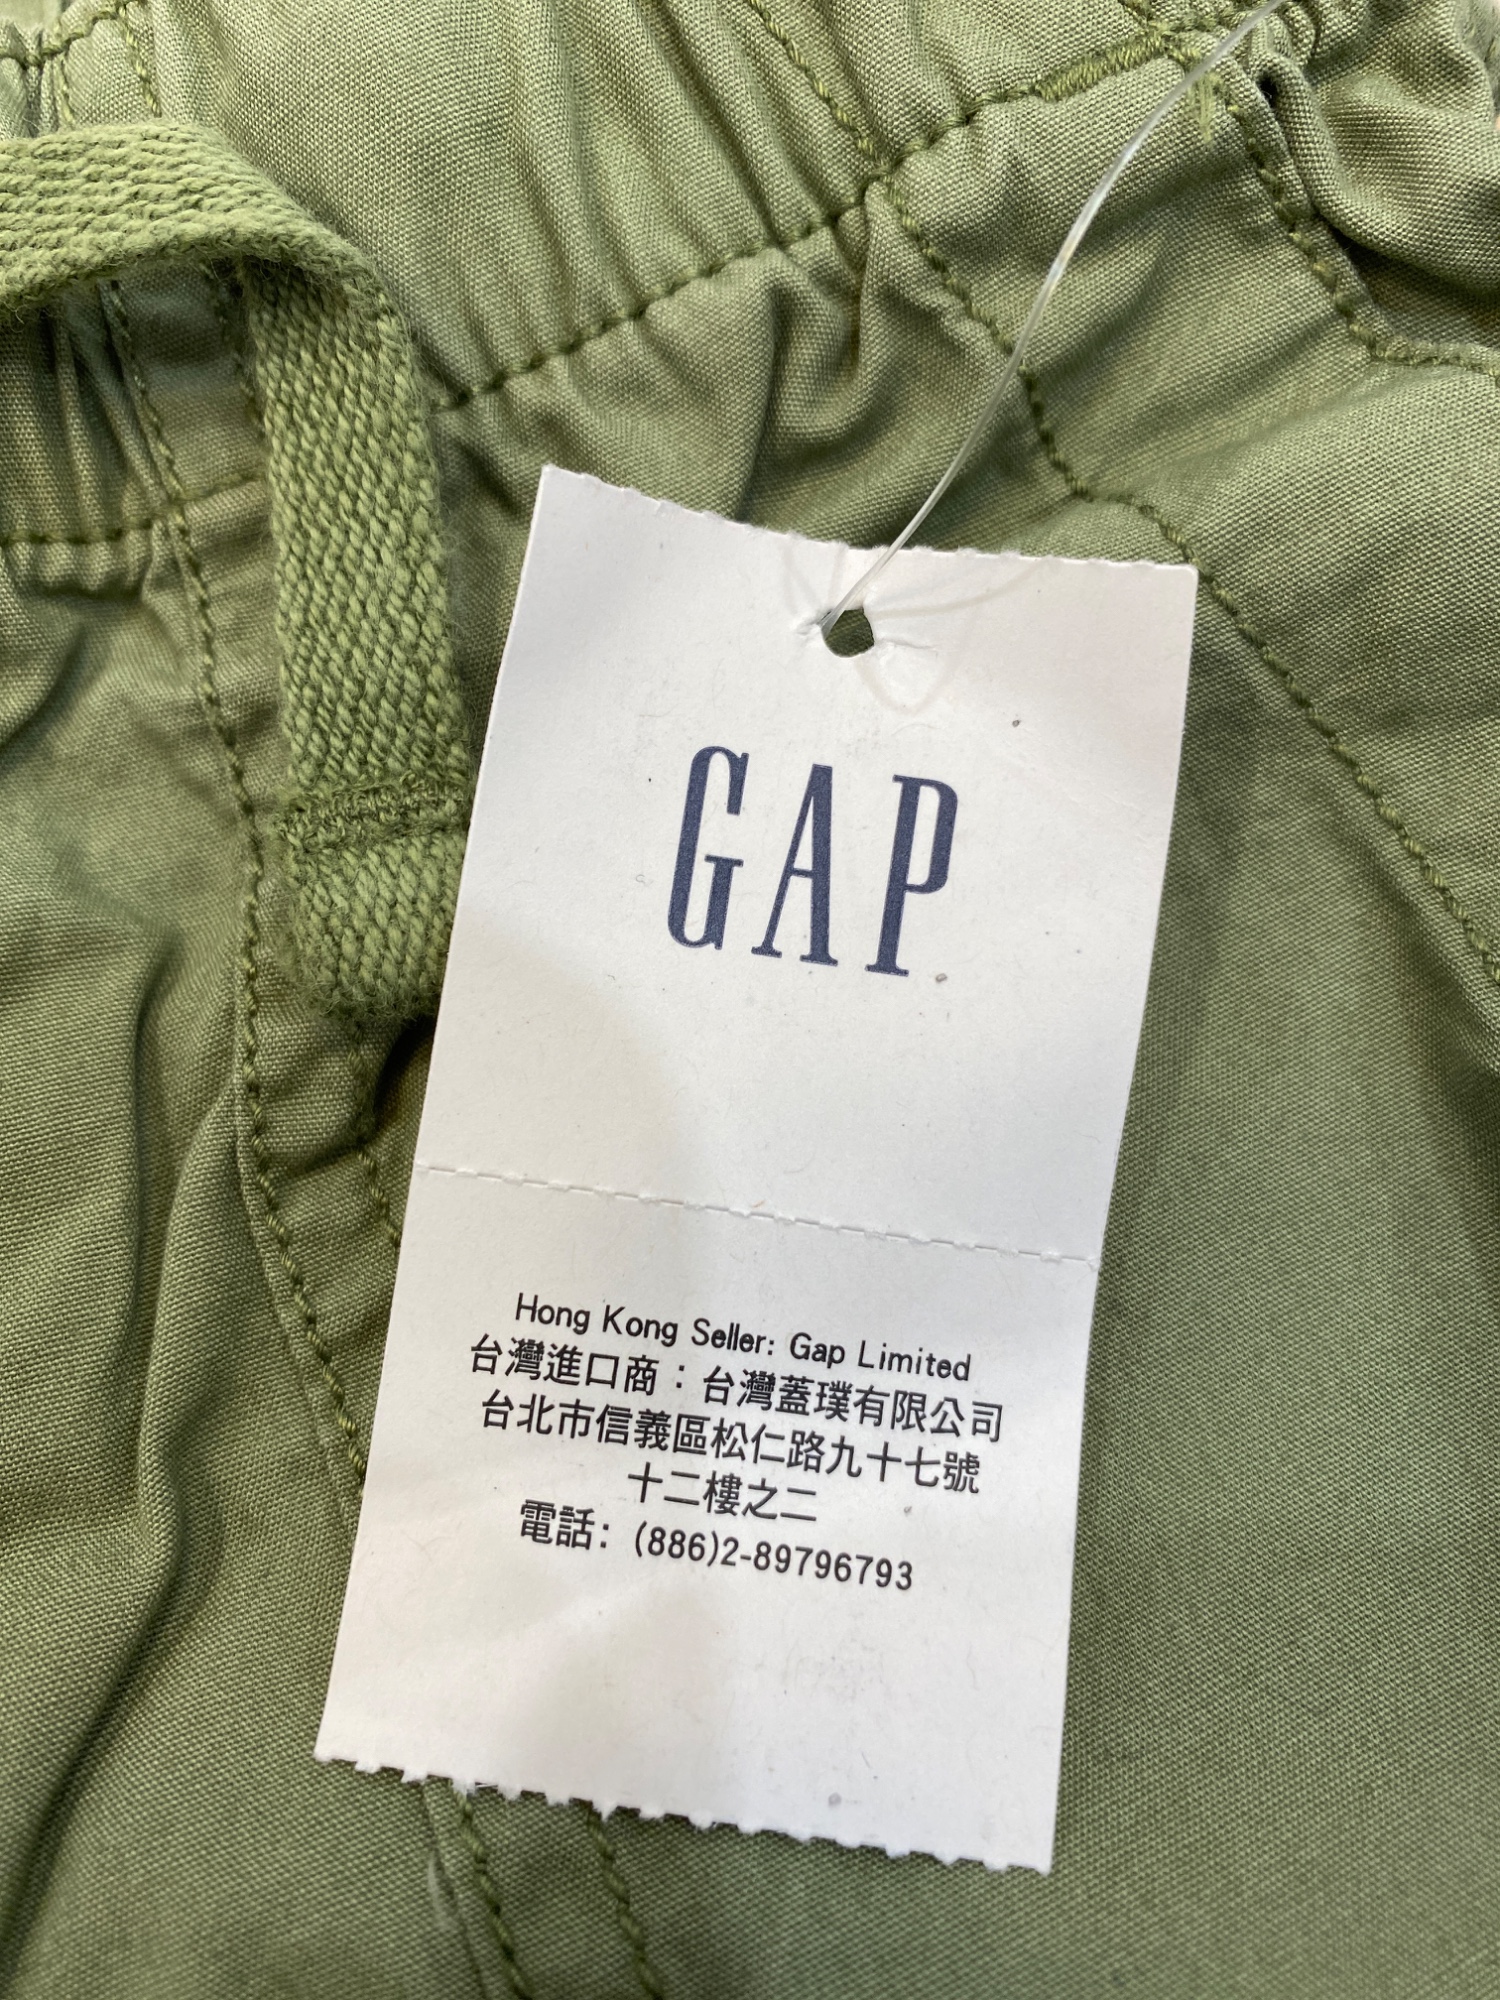 GAP
Hong Kong Seller: Gap Limited
台灣進口商：台灣蓋璞有限公司
台北市信義區松仁路九十七號
十二樓之二
電話: (886)2-89796793